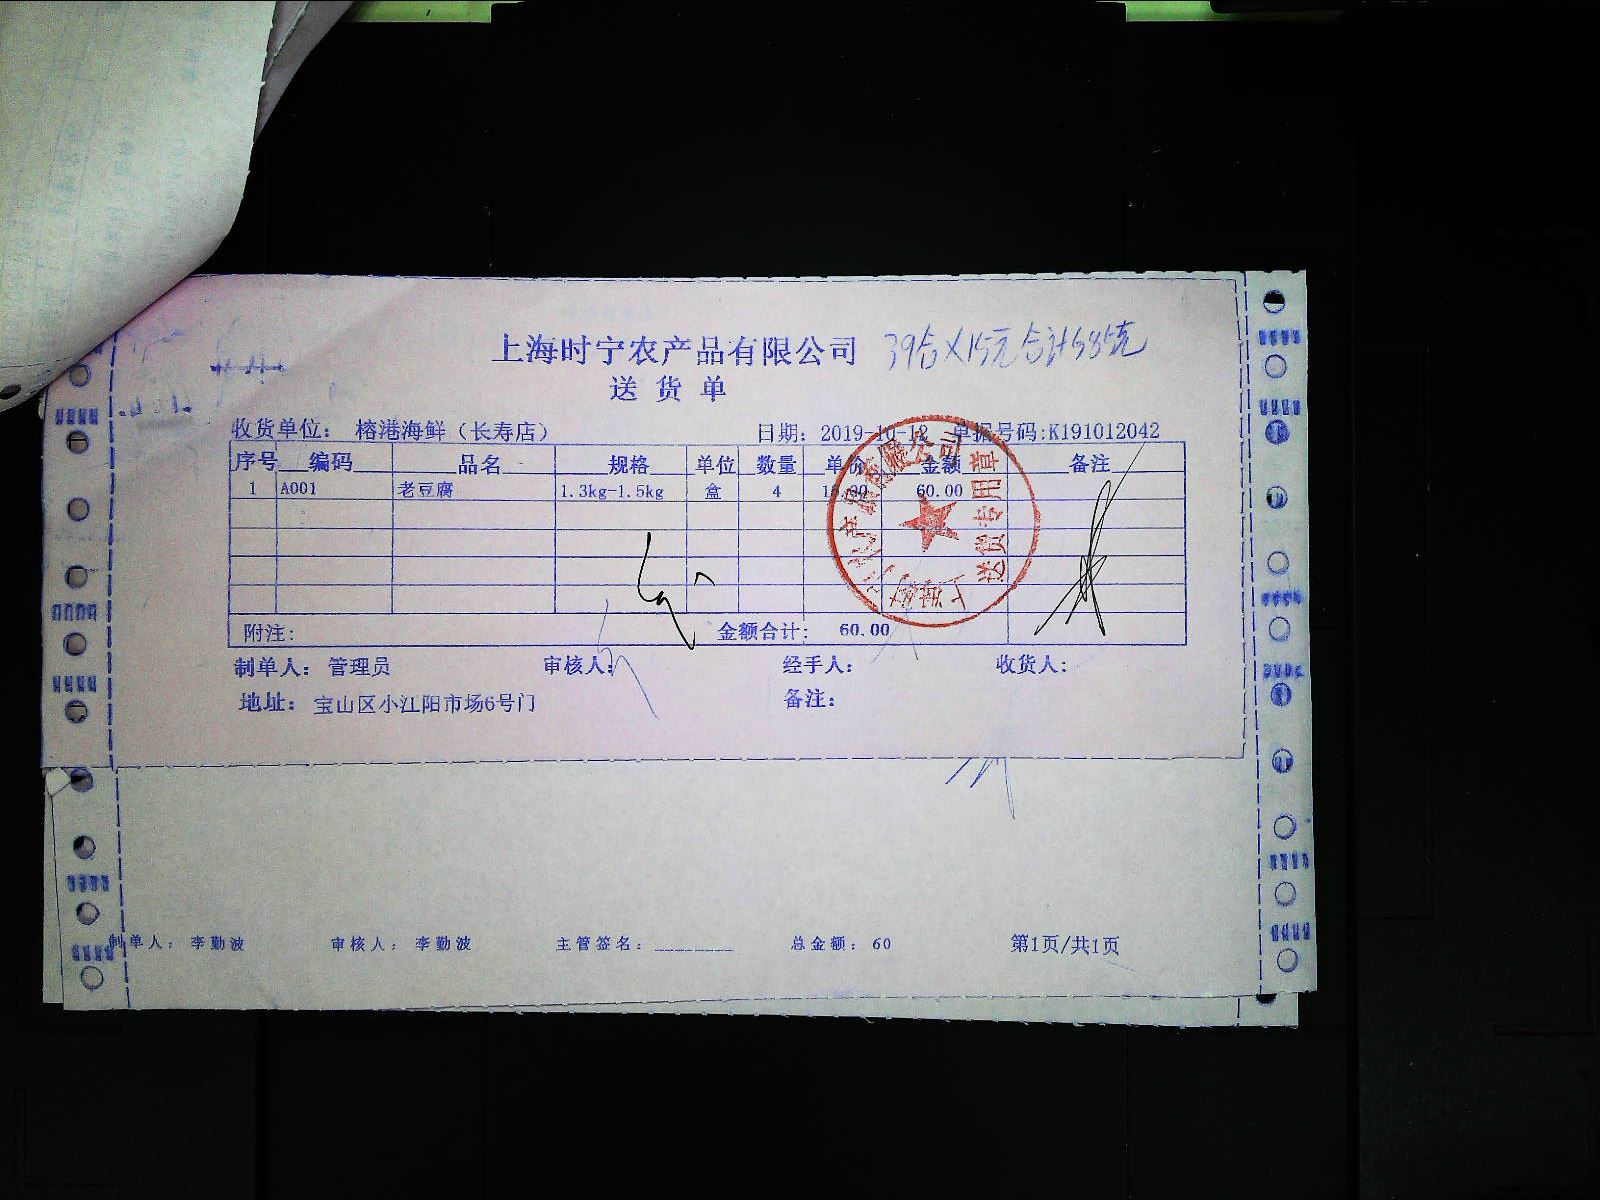 上海时宁农产品有限公司 39合X15元合计585元
送货单
收货单位： 榕港海鲜（长寿店） 日期： 2019-10-12 单据号码:K191012042
序号 编码 品名 规格 单位 数量 单价 金额 备注
1 A001 老豆腐 1.3kg-1.5kg 盒 4 15.00 60.00
附注: 金额合计: 60.00
制单人: 管理员 审核人: 经手人: 收货人:
地址: 宝山区小江阳市场6号门 备注:
送货专用章
制单人: 李勤波 审核人: 李勤波 主管签名: 总金额: 60 第1页/共1页